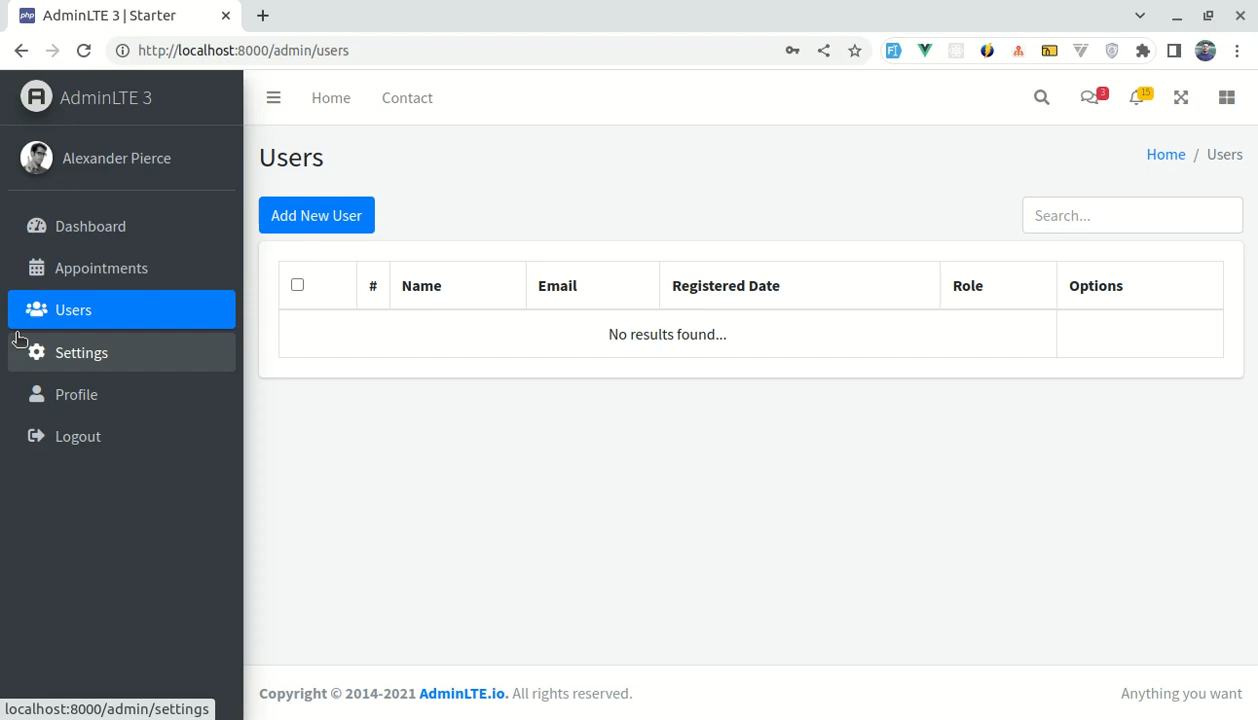 AdminLTE 3 | Starter
http://localhost:8000/admin/users
AdminLTE 3
Home
Contact
3
15
Alexander Pierce
Users
Home / Users
Dashboard
Appointments
Users
Settings
Profile
Logout
Add New User
Search...
# Name Email Registered Date Role Options
No results found...
Copyright © 2014-2021 AdminLTE.io. All rights reserved.
Anything you want
localhost:8000/admin/settings